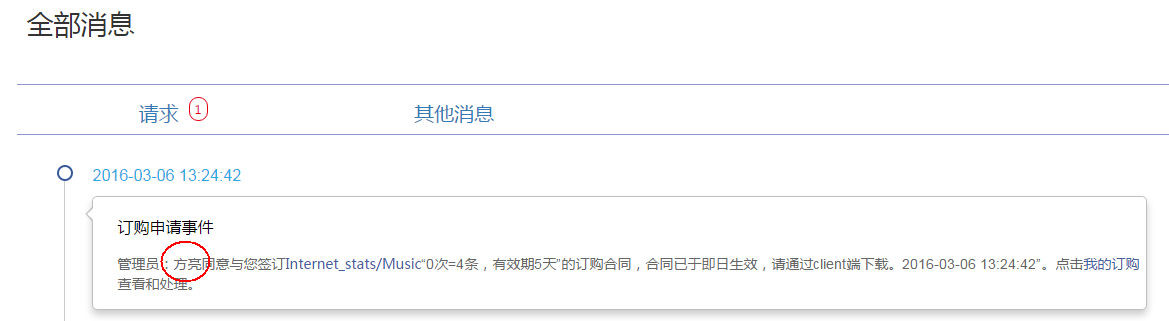 全部消息
请求 1 其他消息
2016-03-06 13:24:42
订购申请事件
管理员：方亮同意与您签订Internet_stats/Music“0次=4条，有效期5天”的订购合同，合同已于即日生效，请通过client端下载。2016-03-06 13:24:42”。点击我的订购
查看和处理。